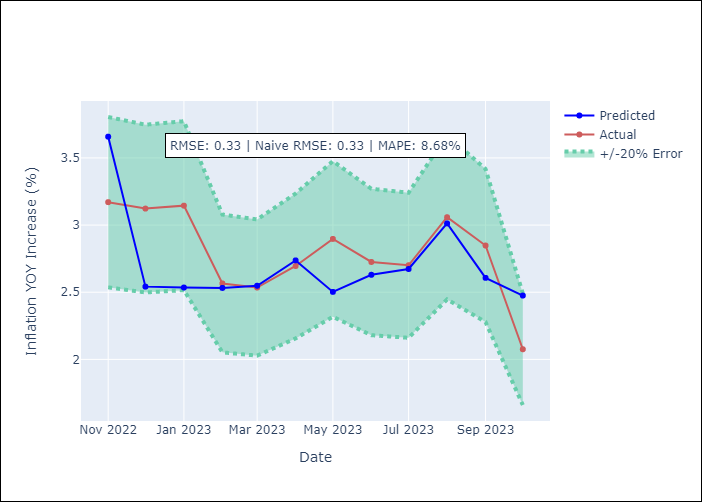 RMSE: 0.33 | Naive RMSE: 0.33 | MAPE: 8.68%
Predicted
Actual
+/-20% Error
Inflation YOY Increase (%)
3.5
3
2.5
2
Nov 2022
Jan 2023
Mar 2023
May 2023
Jul 2023
Sep 2023
Date